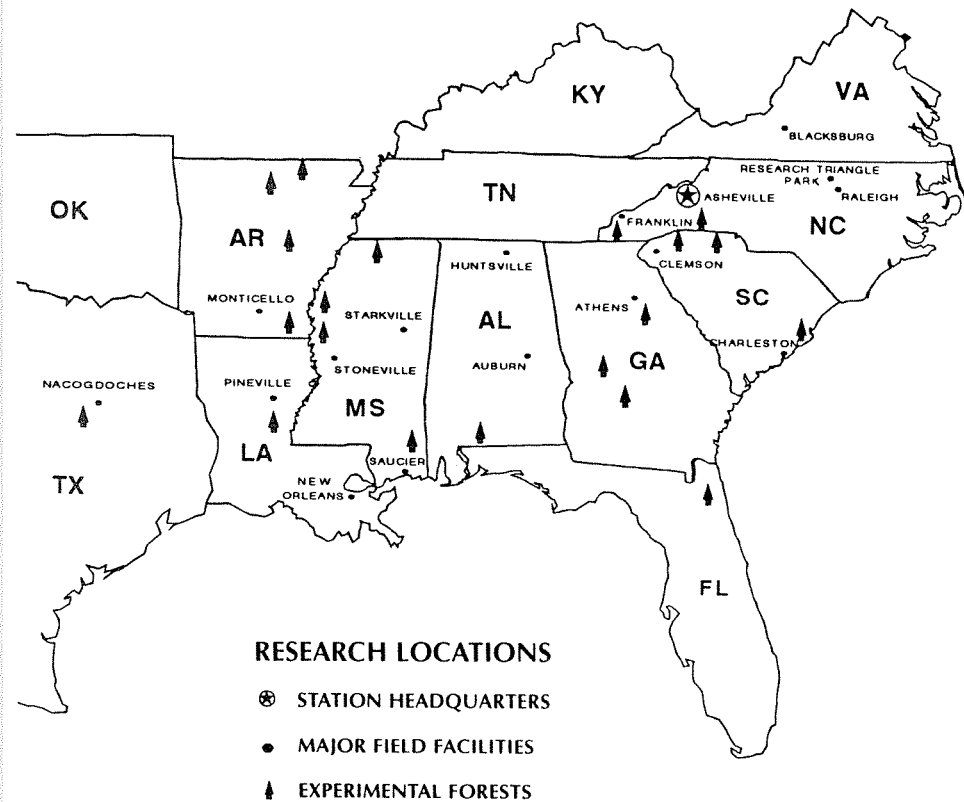 KY
VA
BLACKSBURG
RESEARCH TRIANGLE
PARK
RALEIGH
TN
ASHEVILLE
OK
FRANKLIN
NC
AR
HUNTSVILLE
CLEMSON
SC
MONTICELLO
STARKVILLE
AL
ATHENS
CHARLESTON
STONEVILLE
AUBURN
GA
NACOGDOCHES
PINEVILLE
MS
LA
SAUCIER
TX
NEW
ORLEANS
FL
RESEARCH LOCATIONS
STATION HEADQUARTERS
MAJOR FIELD FACILITIES
EXPERIMENTAL FORESTS